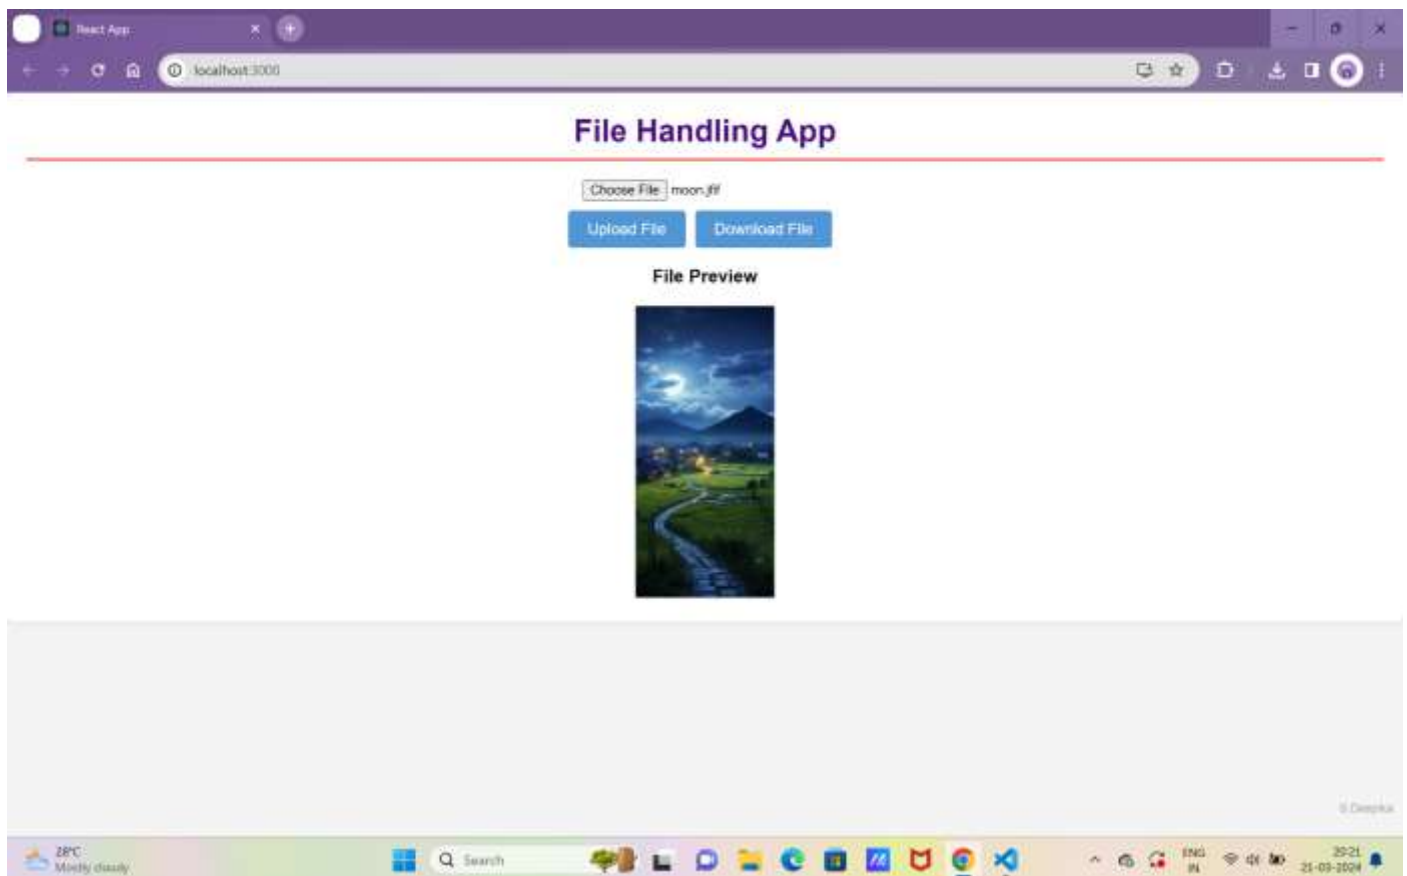 React App
localhost:3000
File Handling App
Choose File moon.jfif
Upload File Download File
File Preview
28°C
Mostly cloudy
Search
ENG
IN
20:21
21-03-2024